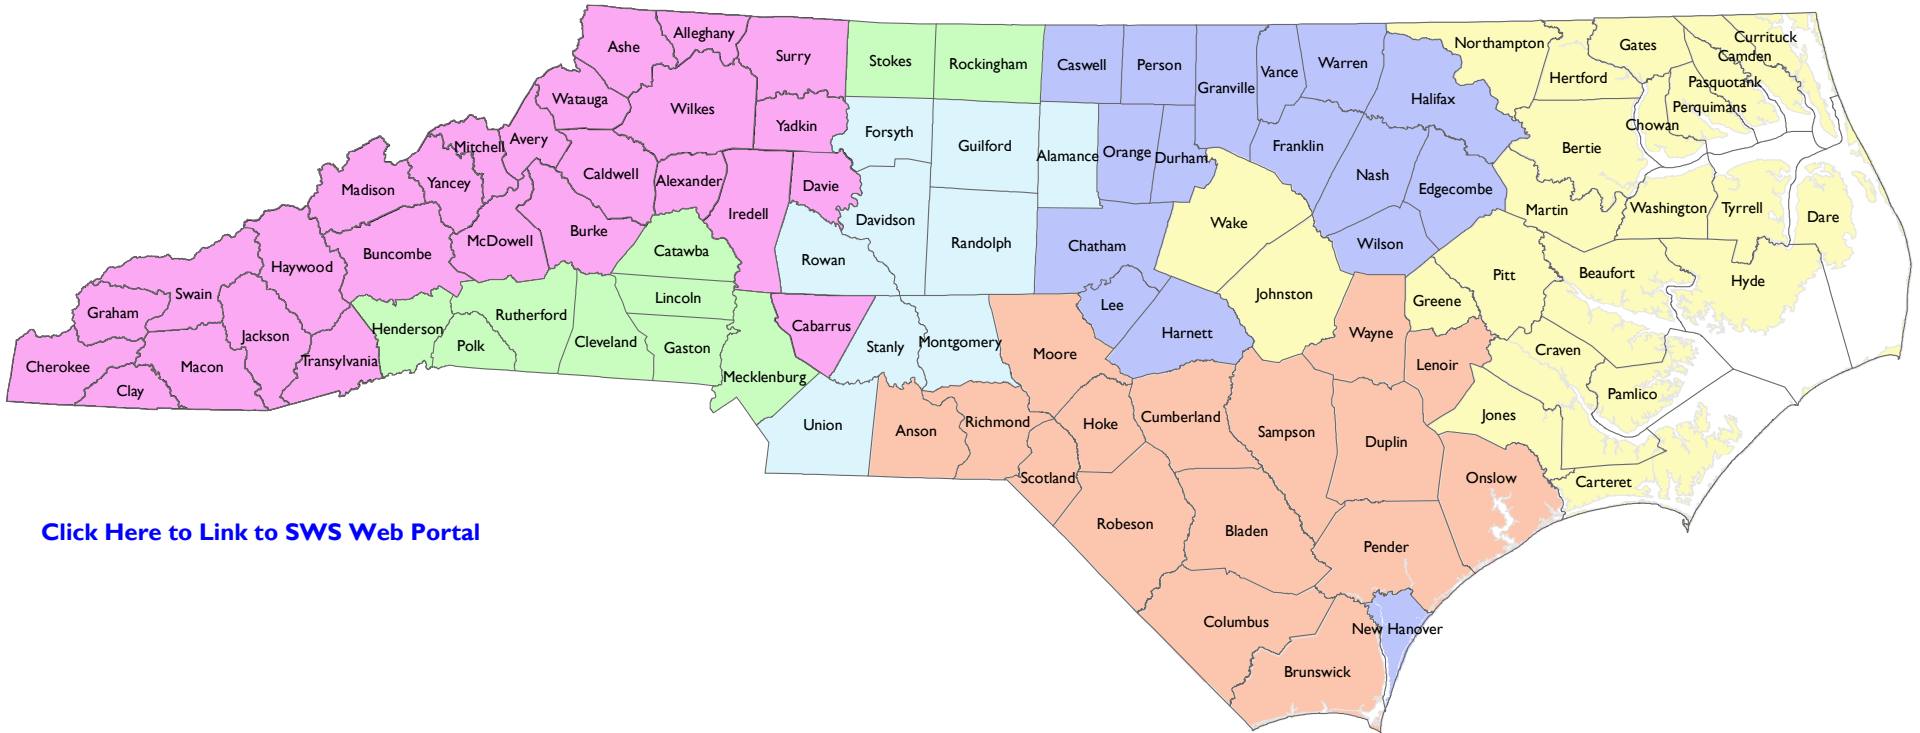 Ashe
Alleghany
Surry
Stokes
Rockingham
Caswell
Person
Granville
Vance
Warren
Northampton
Gates
Currituck
Camden
Hertford
Pasquotank
Halifax
Perquimans
Chowan
Watauga
Wilkes
Yadkin
Forsyth
Guilford
Alamance
Orange
Durham
Franklin
Nash
Edgecombe
Bertie
Mitchell
Avery
Madison
Yancey
Caldwell
Alexander
Davie
Iredell
Davidson
Randolph
Chatham
Wake
Wilson
Martin
Washington
Tyrrell
Dare
Buncombe
McDowell
Burke
Catawba
Rowan
Haywood
Swain
Graham
Lincoln
Lee
Johnston
Greene
Pitt
Beaufort
Hyde
Henderson
Rutherford
Jackson
Transylvania
Cherokee
Macon
Clay
Polk
Cleveland
Gaston
Cabarrus
Stanly
Montgomery
Moore
Harnett
Wayne
Lenoir
Craven
Pamlico
Mecklenburg
Union
Anson
Richmond
Hoke
Cumberland
Sampson
Duplin
Jones
Scotland
Onslow
Carteret
Robeson
Bladen
Pender
Columbus
New Hanover
Brunswick
Click Here to Link to SWS Web Portal